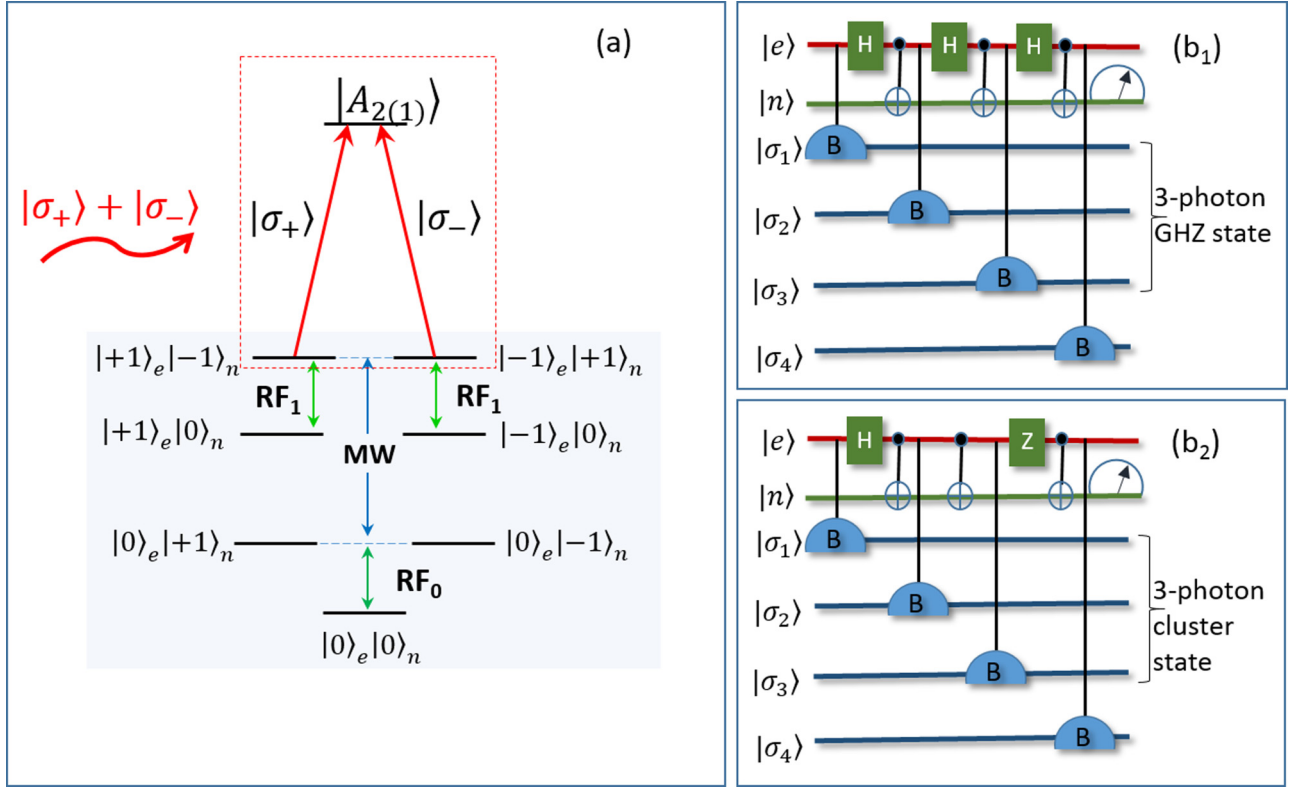 (a)
|A₂₍₁₎⟩
|σ₊⟩ + |σ₋⟩
|σ₊⟩ |σ₋⟩
|+1⟩ₑ|−1⟩ₙ |−1⟩ₑ|+1⟩ₙ
RF₁ RF₁
|+1⟩ₑ|0⟩ₙ |−1⟩ₑ|0⟩ₙ
MW
|0⟩ₑ|+1⟩ₙ |0⟩ₑ|−1⟩ₙ
RF₀
|0⟩ₑ|0⟩ₙ
(b₁)
|e⟩ H H H
|n⟩
|σ₁⟩ B
|σ₂⟩ B
|σ₃⟩ B
|σ₄⟩ B
3-photon
GHZ state
(b₂)
|e⟩ H Z
|n⟩
|σ₁⟩ B
|σ₂⟩ B
|σ₃⟩ B
|σ₄⟩ B
3-photon
cluster
state